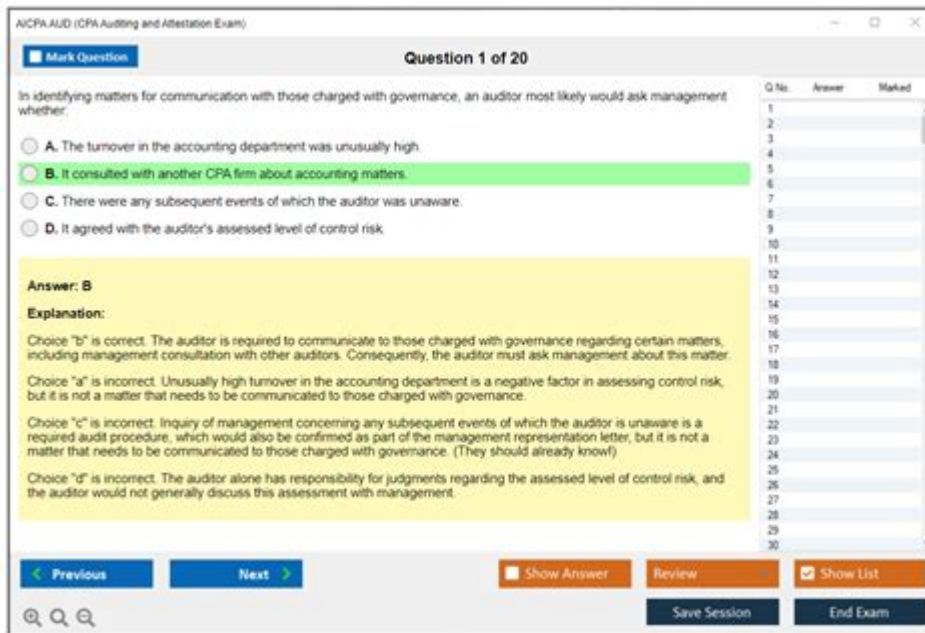 AICPA AUD (CPA Auditing and Attestation Exam)
Mark Question
Question 1 of 20
In identifying matters for communication with those charged with governance, an auditor most likely would ask management
whether:
A. The turnover in the accounting department was unusually high.
B. It consulted with another CPA firm about accounting matters.
C. There were any subsequent events of which the auditor was unaware.
D. It agreed with the auditor's assessed level of control risk.
Answer: B
Explanation:
Choice "b" is correct. The auditor is required to communicate to those charged with governance regarding certain matters,
including management consultation with other auditors. Consequently, the auditor must ask management about this matter.
Choice "a" is incorrect. Unusually high turnover in the accounting department is a negative factor in assessing control risk,
but it is not a matter that needs to be communicated to those charged with governance.
Choice "c" is incorrect. Inquiry of management concerning any subsequent events of which the auditor is unaware is a
required audit procedure, which would also be confirmed as part of the management representation letter, but it is not a
matter that needs to be communicated to those charged with governance. (They should already know!)
Choice "d" is incorrect. The auditor alone has responsibility for judgments regarding the assessed level of control risk, and
the auditor would not generally discuss this assessment with management.
Q No. Answer Marked
1
2
3
4
5
6
7
8
9
10
11
12
13
14
15
16
17
18
19
20
21
22
23
24
25
26
27
28
29
30
Previous
Next
Show Answer
Review
Show List
Save Session
End Exam